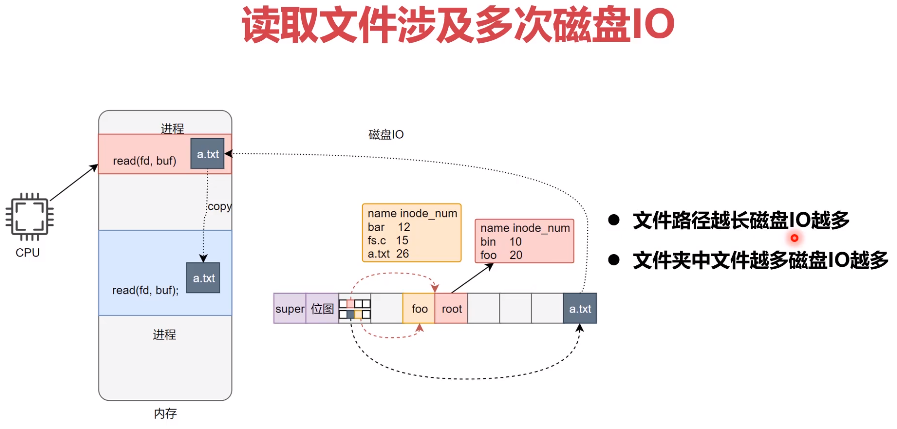 读取文件涉及多次磁盘IO
进程
read(fd, buf)
a.txt
copy
CPU
a.txt
read(fd, buf);
进程
内存
磁盘IO
name inode_num
bar 12
fs.c 15
a.txt 26
name inode_num
bin 10
foo 20
super
位图
foo
root
a.txt
● 文件路径越长磁盘IO越多
● 文件夹中文件越多磁盘IO越多